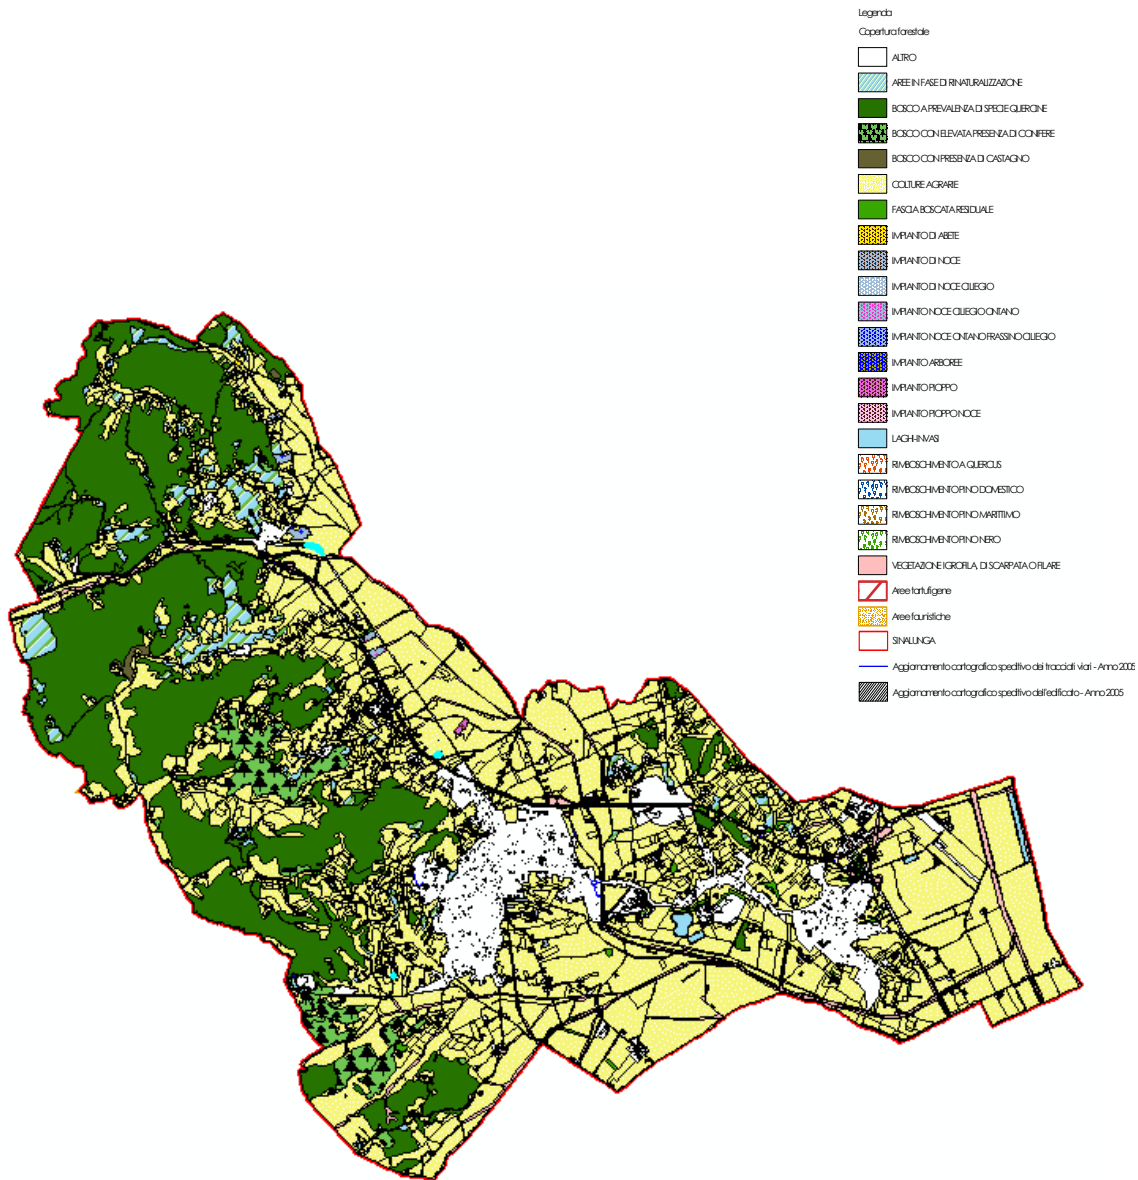 Legenda
Copertura forestale
ALTRO
AREE IN FASE DI RINATURALIZZAZIONE
BOSCO A PREVALENZA DI SPECIE QUERCINE
BOSCO CON ELEVATA PRESENZA DI CONIFERE
BOSCO CON PRESENZA DI CASTAGNO
COLTURE AGRARIE
FASCIA BOSCATA RESIDUALE
IMPIANTO DI ABETE
IMPIANTO DI NOCE
IMPIANTO DI NOCE CILIEGIO
IMPIANTO NOCE CILIEGIO ONTANO
IMPIANTO NOCE ONTANO FRASSINO CILIEGIO
IMPIANTO ARBOREE
IMPIANTO PIOPPO
IMPIANTO PIOPPO NOCE
LAGHI-INVASI
RIMBOSCHIMENTO A QUERCUS
RIMBOSCHIMENTO PINO DOMESTICO
RIMBOSCHIMENTO PINO MARITTIMO
RIMBOSCHIMENTO PINO NERO
VEGETAZIONE IGROFILA, DI SCARPATA O FILARE
Aree tartufigene
Aree faunistiche
SINALUNGA
Aggiornamento cartografico speditivo dei tracciati viari - Anno 2005
Aggiornamento cartografico speditivo dell'edificato - Anno 2005